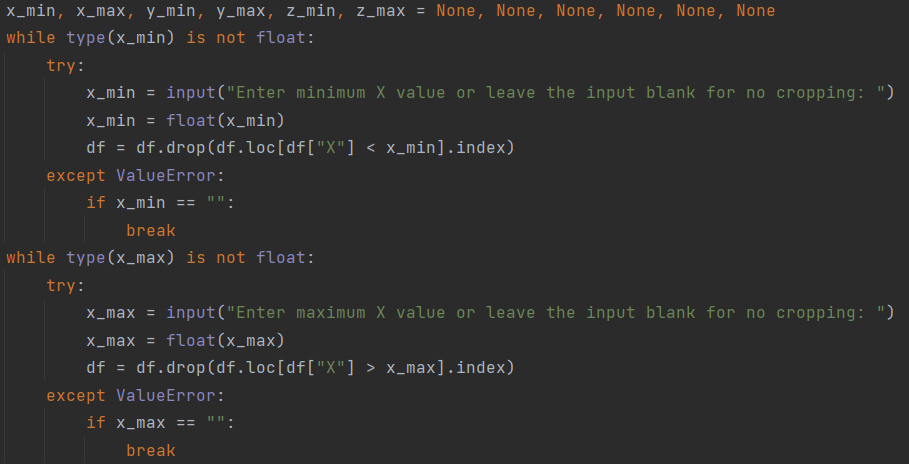 x_min, x_max, y_min, y_max, z_min, z_max = None, None, None, None, None, None
while type(x_min) is not float:
    try:
        x_min = input("Enter minimum X value or leave the input blank for no cropping: ")
        x_min = float(x_min)
        df = df.drop(df.loc[df["X"] < x_min].index)
    except ValueError:
        if x_min == "":
            break
while type(x_max) is not float:
    try:
        x_max = input("Enter maximum X value or leave the input blank for no cropping: ")
        x_max = float(x_max)
        df = df.drop(df.loc[df["X"] > x_max].index)
    except ValueError:
        if x_max == "":
            break